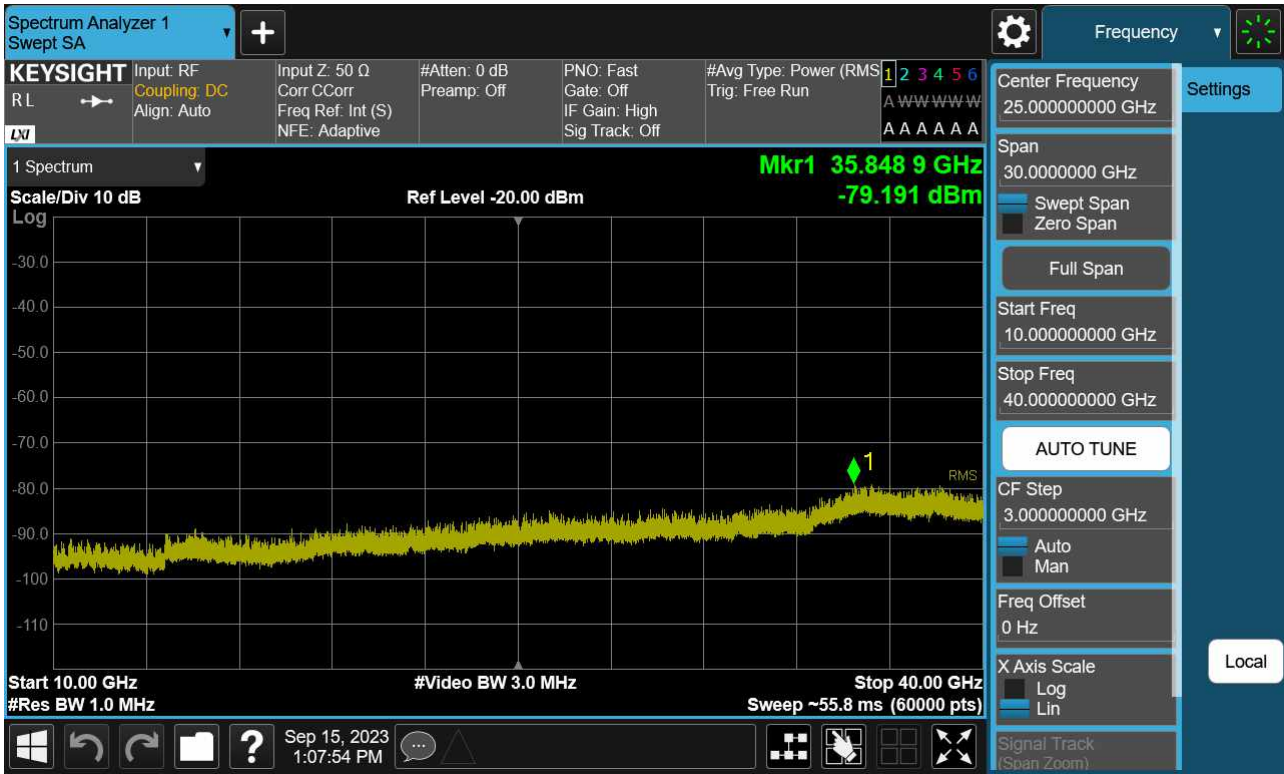 Spectrum Analyzer 1
Swept SA
+
Frequency
KEYSIGHT
R L
LXI
Input: RF
Coupling: DC
Align: Auto
Input Z: 50 Ω
Corr CCorr
Freq Ref: Int (S)
NFE: Adaptive
#Atten: 0 dB
Preamp: Off
PNO: Fast
Gate: Off
IF Gain: High
Sig Track: Off
#Avg Type: Power (RMS
Trig: Free Run
1 2 3 4 5 6
A W W W W W
A A A A A A
1 Spectrum
Scale/Div 10 dB
Ref Level -20.00 dBm
Mkr1 35.848 9 GHz
-79.191 dBm
Log
-30.0
-40.0
-50.0
-60.0
-70.0
-80.0
-90.0
-100
-110
1
RMS
Start 10.00 GHz
#Video BW 3.0 MHz
Stop 40.00 GHz
#Res BW 1.0 MHz
Sweep ~55.8 ms (60000 pts)
Center Frequency
25.000000000 GHz
Settings
Span
30.0000000 GHz
Swept Span
Zero Span
Full Span
Start Freq
10.000000000 GHz
Stop Freq
40.000000000 GHz
AUTO TUNE
CF Step
3.000000000 GHz
Auto
Man
Freq Offset
0 Hz
X Axis Scale
Log
Lin
Signal Track
(Span Zoom)
Local
?
Sep 15, 2023
1:07:54 PM